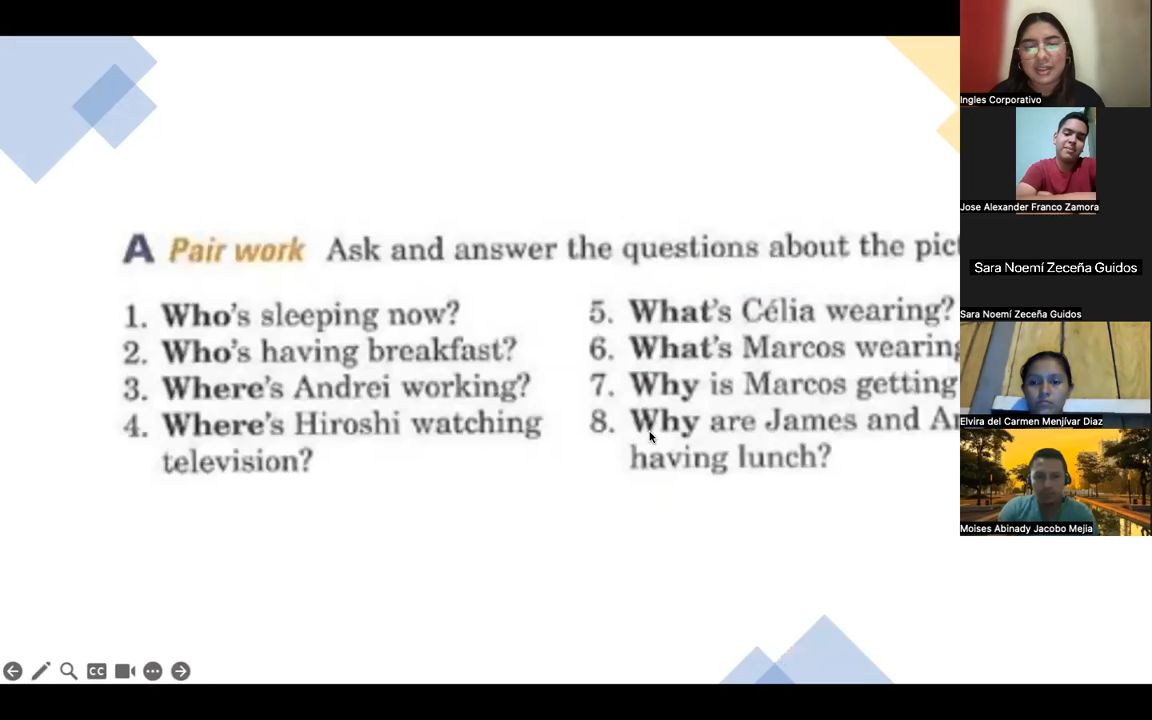 A Pair work Ask and answer the questions about the
1. Who's sleeping now?
2. Who's having breakfast?
3. Where's Andrei working?
4. Where's Hiroshi watching
television?
5. What's Célia wearing?
6. What's Marcos
7. Why is Marcos getting
8. Why are James and
having lunch?
Ingles Corporativo
Jose Alexander Franco Zamora
Sara Noemí Zeceña Guidos
Sara Noemí Zeceña Guidos
Elvira del Carmen Menjívar Diaz
Moises Abinady Jacobo Mejia
CC